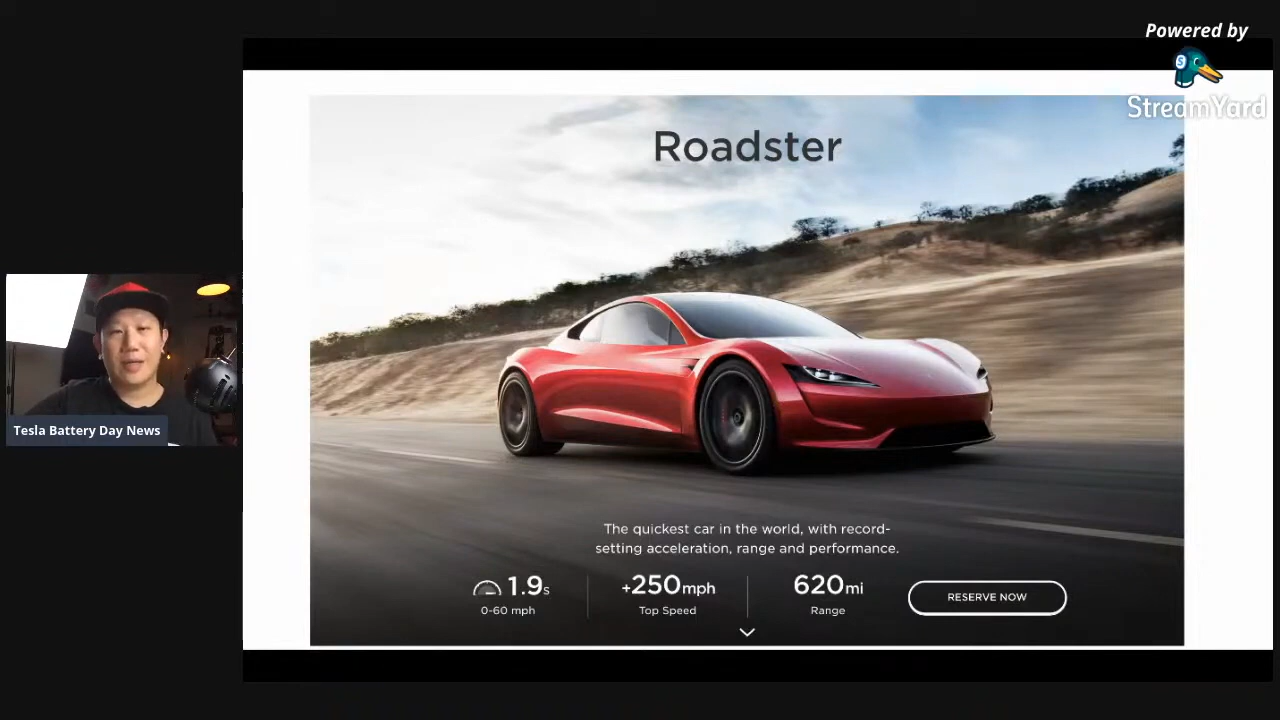 Powered by
StreamYard
Roadster
Tesla Battery Day News
The quickest car in the world, with record-
setting acceleration, range and performance.
1.9s
0-60 mph
+250mph
Top Speed
620mi
Range
RESERVE NOW